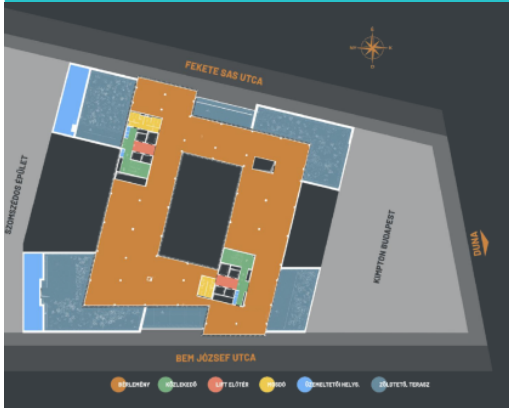 FEKETE SAS UTCA
SZOMSZÉDOS ÉPÜLET
KIMPTON BUDAPEST
DUNA
BEM JÓZSEF UTCA
BÉRLEMÉNY
KÖZLEKEDŐ
LIFT ELŐTÉR
MOSDÓ
ÜZEMELTETŐI HELYS.
ZÖLDTETŐ, TERASZ